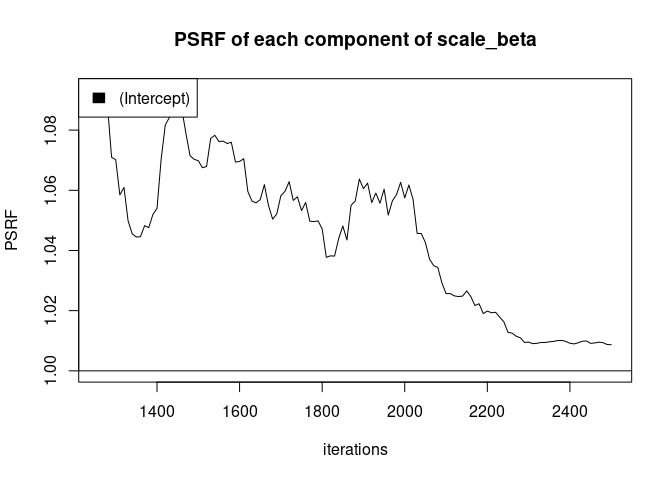 PSRF of each component of scale_beta
(Intercept)
PSRF
1.08
1.06
1.04
1.02
1.00
1400 1600 1800 2000 2200 2400
iterations